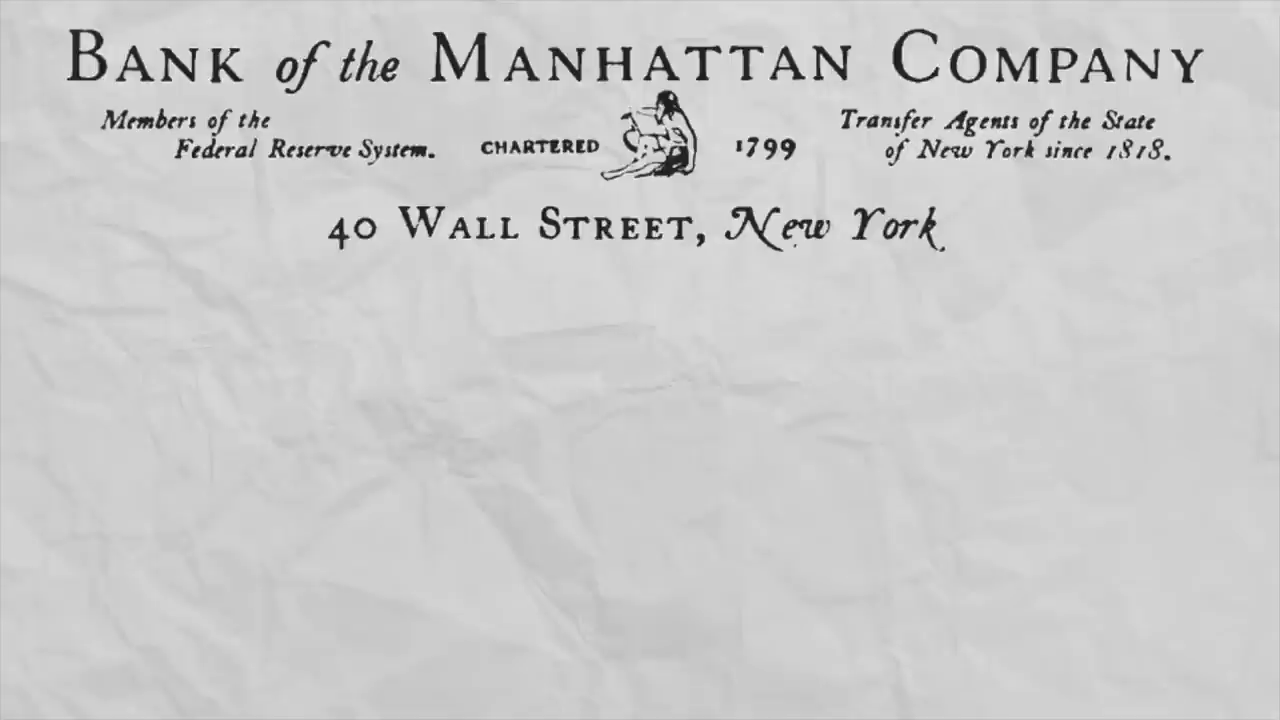 BANK of the MANHATTAN COMPANY
Members of the
Federal Reserve System.
CHARTERED 1799
Transfer Agents of the State
of New York since 1818.
40 WALL STREET, New York